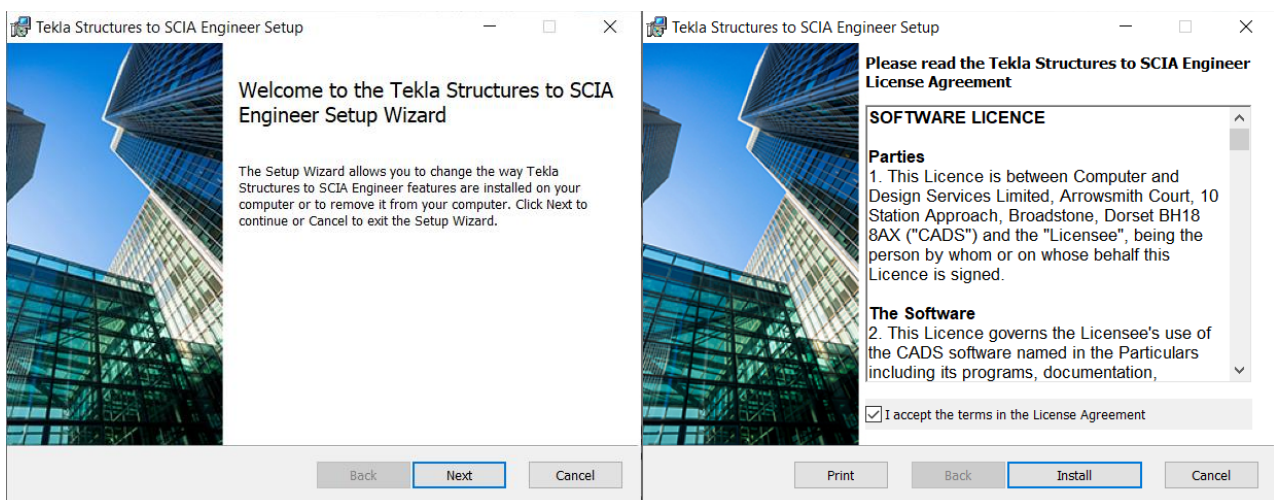 Tekla Structures to SCIA Engineer Setup
Welcome to the Tekla Structures to SCIA
Engineer Setup Wizard
The Setup Wizard allows you to change the way Tekla
Structures to SCIA Engineer features are installed on your
computer or to remove it from your computer. Click Next to
continue or Cancel to exit the Setup Wizard.
Back
Next
Cancel
Tekla Structures to SCIA Engineer Setup
Please read the Tekla Structures to SCIA Engineer
License Agreement
SOFTWARE LICENCE
Parties
1. This Licence is between Computer and
Design Services Limited, Arrowsmith Court, 10
Station Approach, Broadstone, Dorset BH18
8AX ("CADS") and the "Licensee", being the
person by whom or on whose behalf this
Licence is signed.
The Software
2. This Licence governs the Licensee's use of
the CADS software named in the Particulars
including its programs, documentation,
I accept the terms in the License Agreement
Print
Back
Install
Cancel